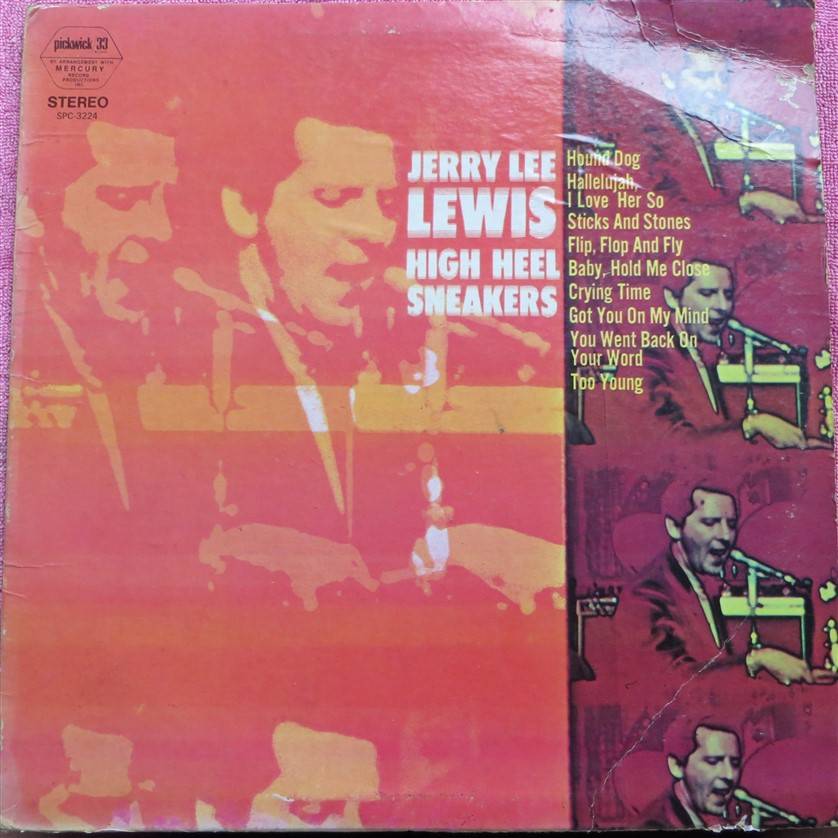 pickwick/33
BY ARRANGEMENT WITH
MERCURY
RECORD
PRODUCTIONS
INC.
STEREO
SPC-3224
JERRY LEE
LEWIS
HIGH HEEL
SNEAKERS
Hound Dog
Hallelujah,
I Love Her So
Sticks And Stones
Flip, Flop And Fly
Baby, Hold Me Close
Crying Time
Got You On My Mind
You Went Back On
Your Word
Too Young